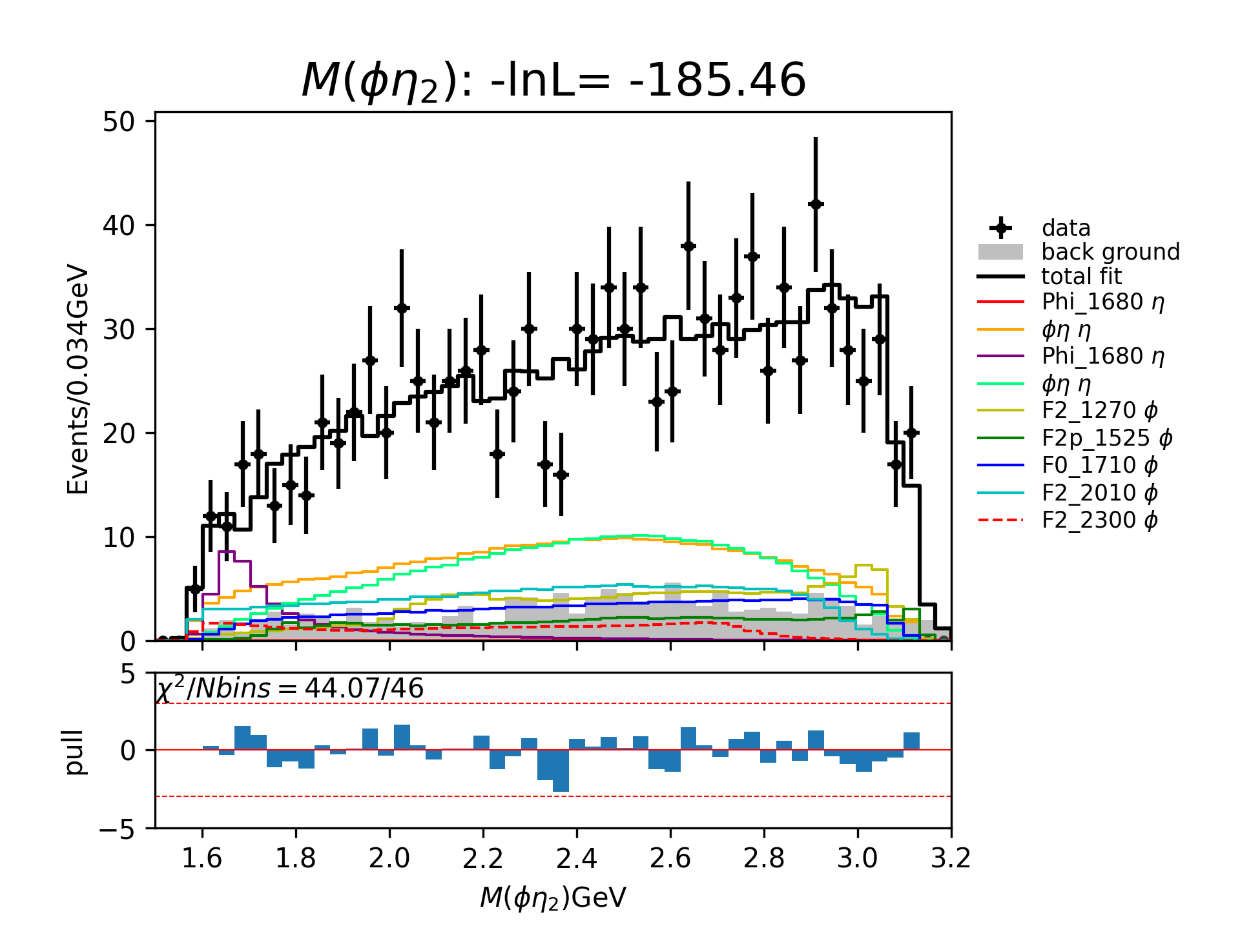 M(ϕη₂): -lnL= -185.46
50
40
30
20
10
0
Events/0.034GeV
data
back ground
total fit
Phi_1680 η
ϕη η
Phi_1680 η
ϕη η
F2_1270 ϕ
F2p_1525 ϕ
F0_1710 ϕ
F2_2010 ϕ
F2_2300 ϕ
χ²/Nbins = 44.07/46
5
0
−5
pull
1.6 1.8 2.0 2.2 2.4 2.6 2.8 3.0 3.2
M(ϕη₂)GeV